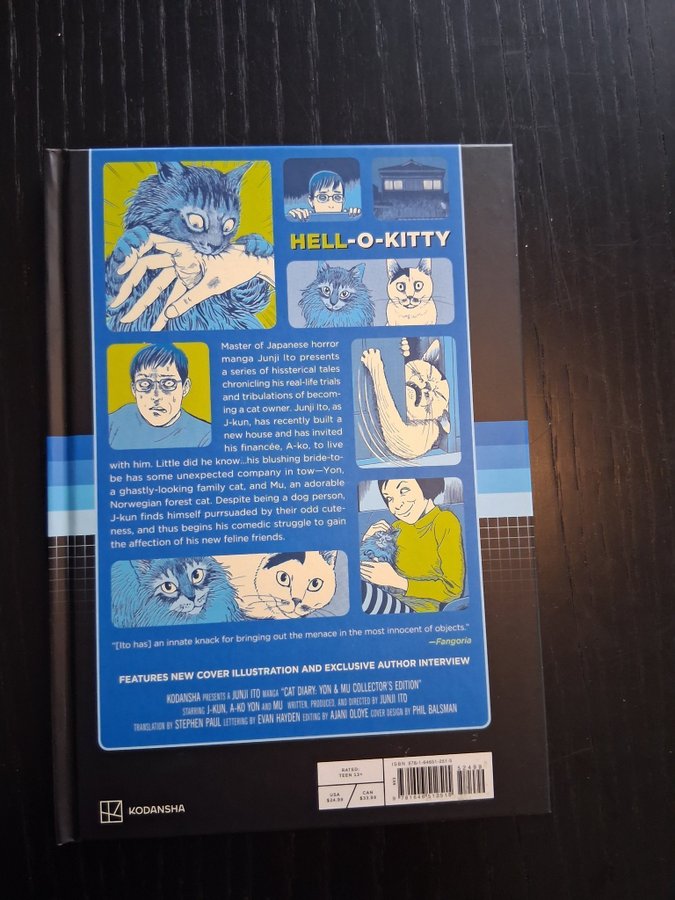 HELL-O-KITTY
Master of Japanese horror
manga Junji Ito presents
a series of hissterical tales
chronicling his real-life trials
and tribulations of becom-
ing a cat owner. Junji Ito, as
J-kun, has recently built a
new house and has invited
his financée, A-ko, to live
with him. Little did he know...his blushing bride-to-
be has some unexpected company in tow—Yon,
a ghastly-looking family cat, and Mu, an adorable
Norwegian forest cat. Despite being a dog person,
J-kun finds himself purrsuaded by their odd cute-
ness, and thus begins his comedic struggle to gain
the affection of his new feline friends.
"[Ito has] an innate knack for bringing out the menace in the most innocent of objects."
—Fangoria
FEATURES NEW COVER ILLUSTRATION AND EXCLUSIVE AUTHOR INTERVIEW
KODANSHA PRESENTS A JUNJI ITO MANGA "CAT DIARY: YON & MU COLLECTOR'S EDITION"
STARRING J-KUN, A-KO YON AND MU WRITTEN, PRODUCED, AND DIRECTED BY JUNJI ITO
TRANSLATION BY STEPHEN PAUL LETTERING BY EVAN HAYDEN EDITING BY AJANI OLOYE COVER DESIGN BY PHIL BALSMAN
RATED:
TEEN 13+
USA
$24.99
CAN
$33.99
52499
KODANSHA